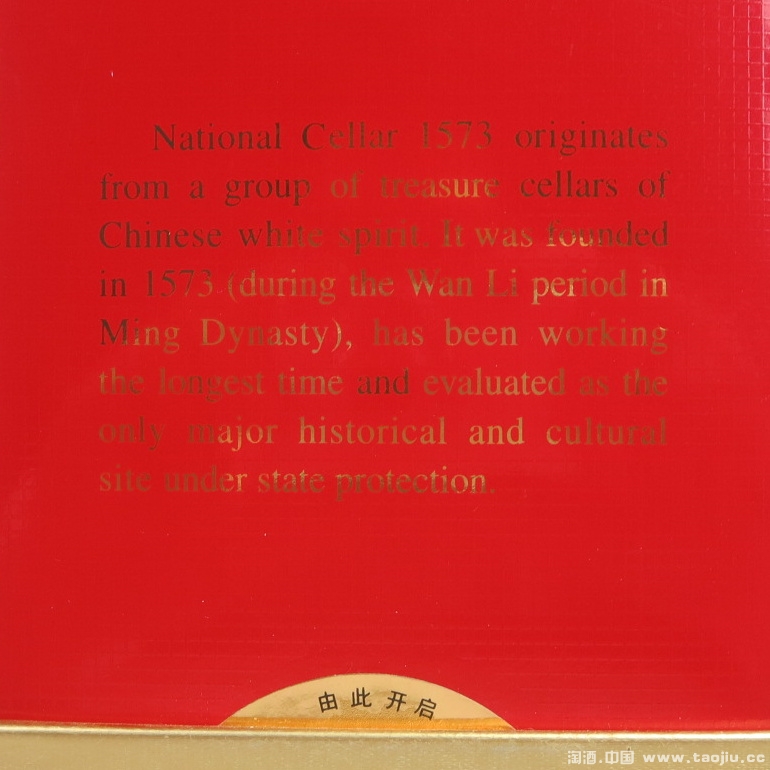 National Cellar 1573 originates
from a group of treasure cellars of
Chinese white spirit. It was founded
in 1573 (during the Wan Li period in
Ming Dynasty), has been working
the longest time and evaluated as the
only major historical and cultural
site under state protection.
由此开启
淘酒.中国 www.taojiu.cc